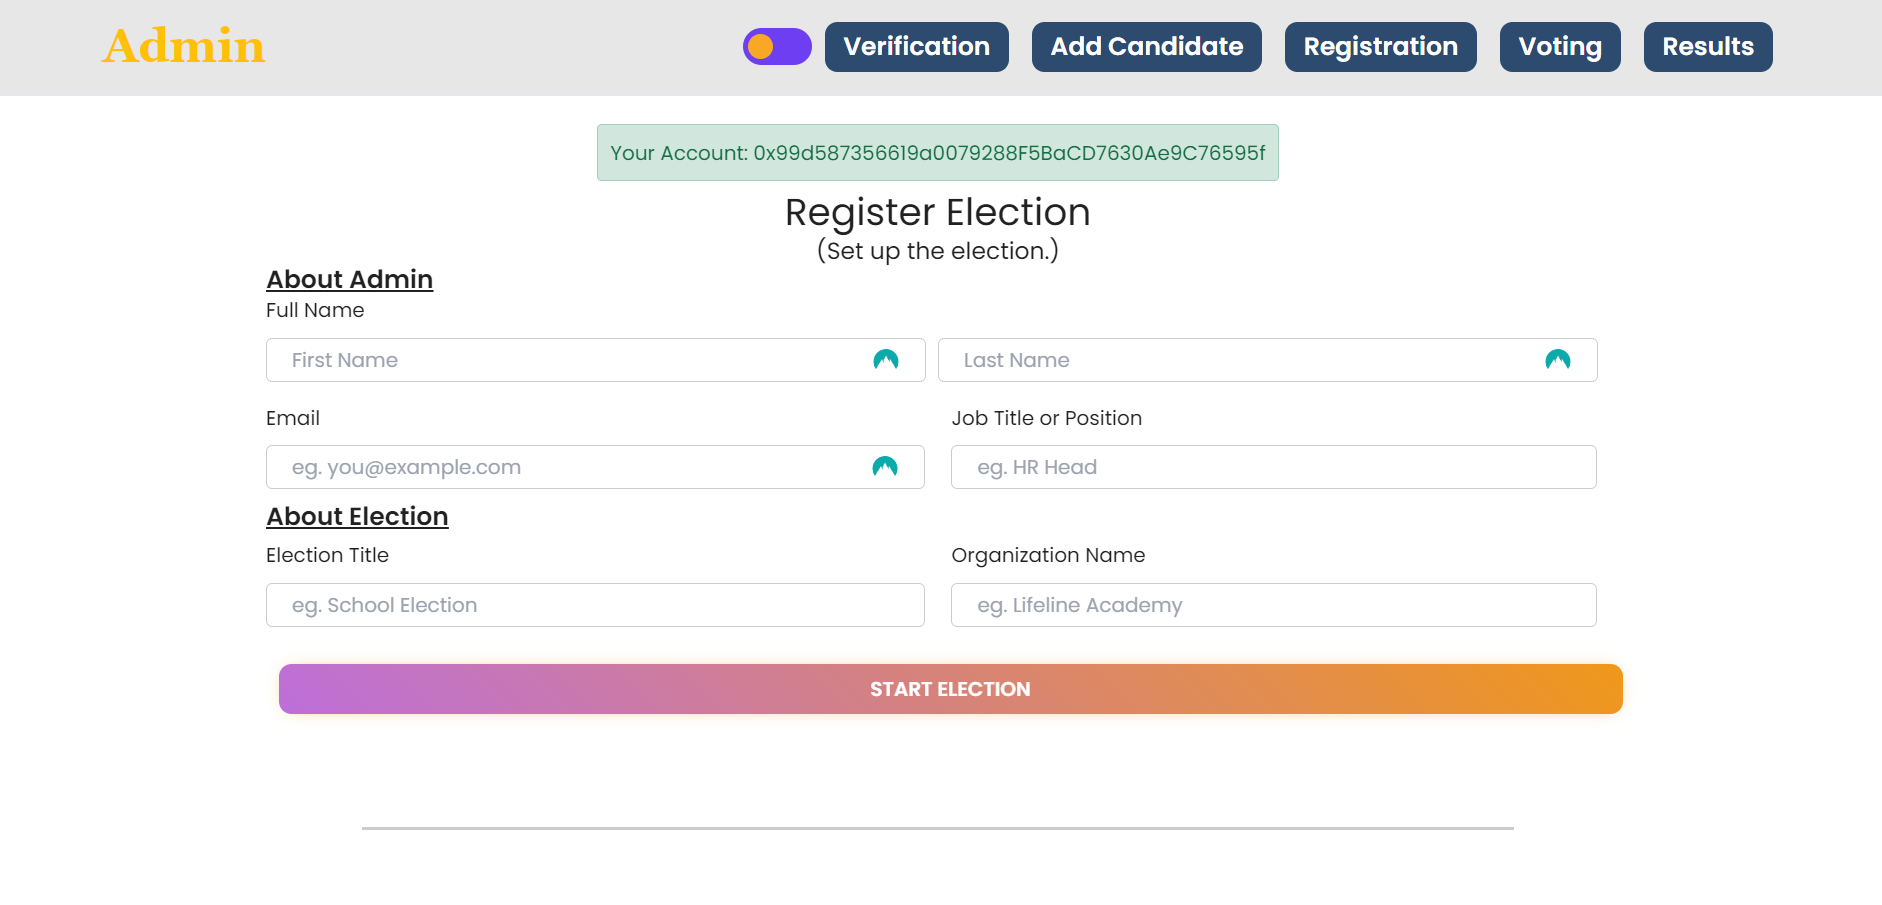 Admin
Verification
Add Candidate
Registration
Voting
Results
Your Account: 0x99d587356619a0079288F5BaCD7630Ae9C76595f
Register Election
(Set up the election.)
About Admin
Full Name
First Name
Last Name
Email
Job Title or Position
eg. you@example.com
eg. HR Head
About Election
Election Title
Organization Name
eg. School Election
eg. Lifeline Academy
START ELECTION